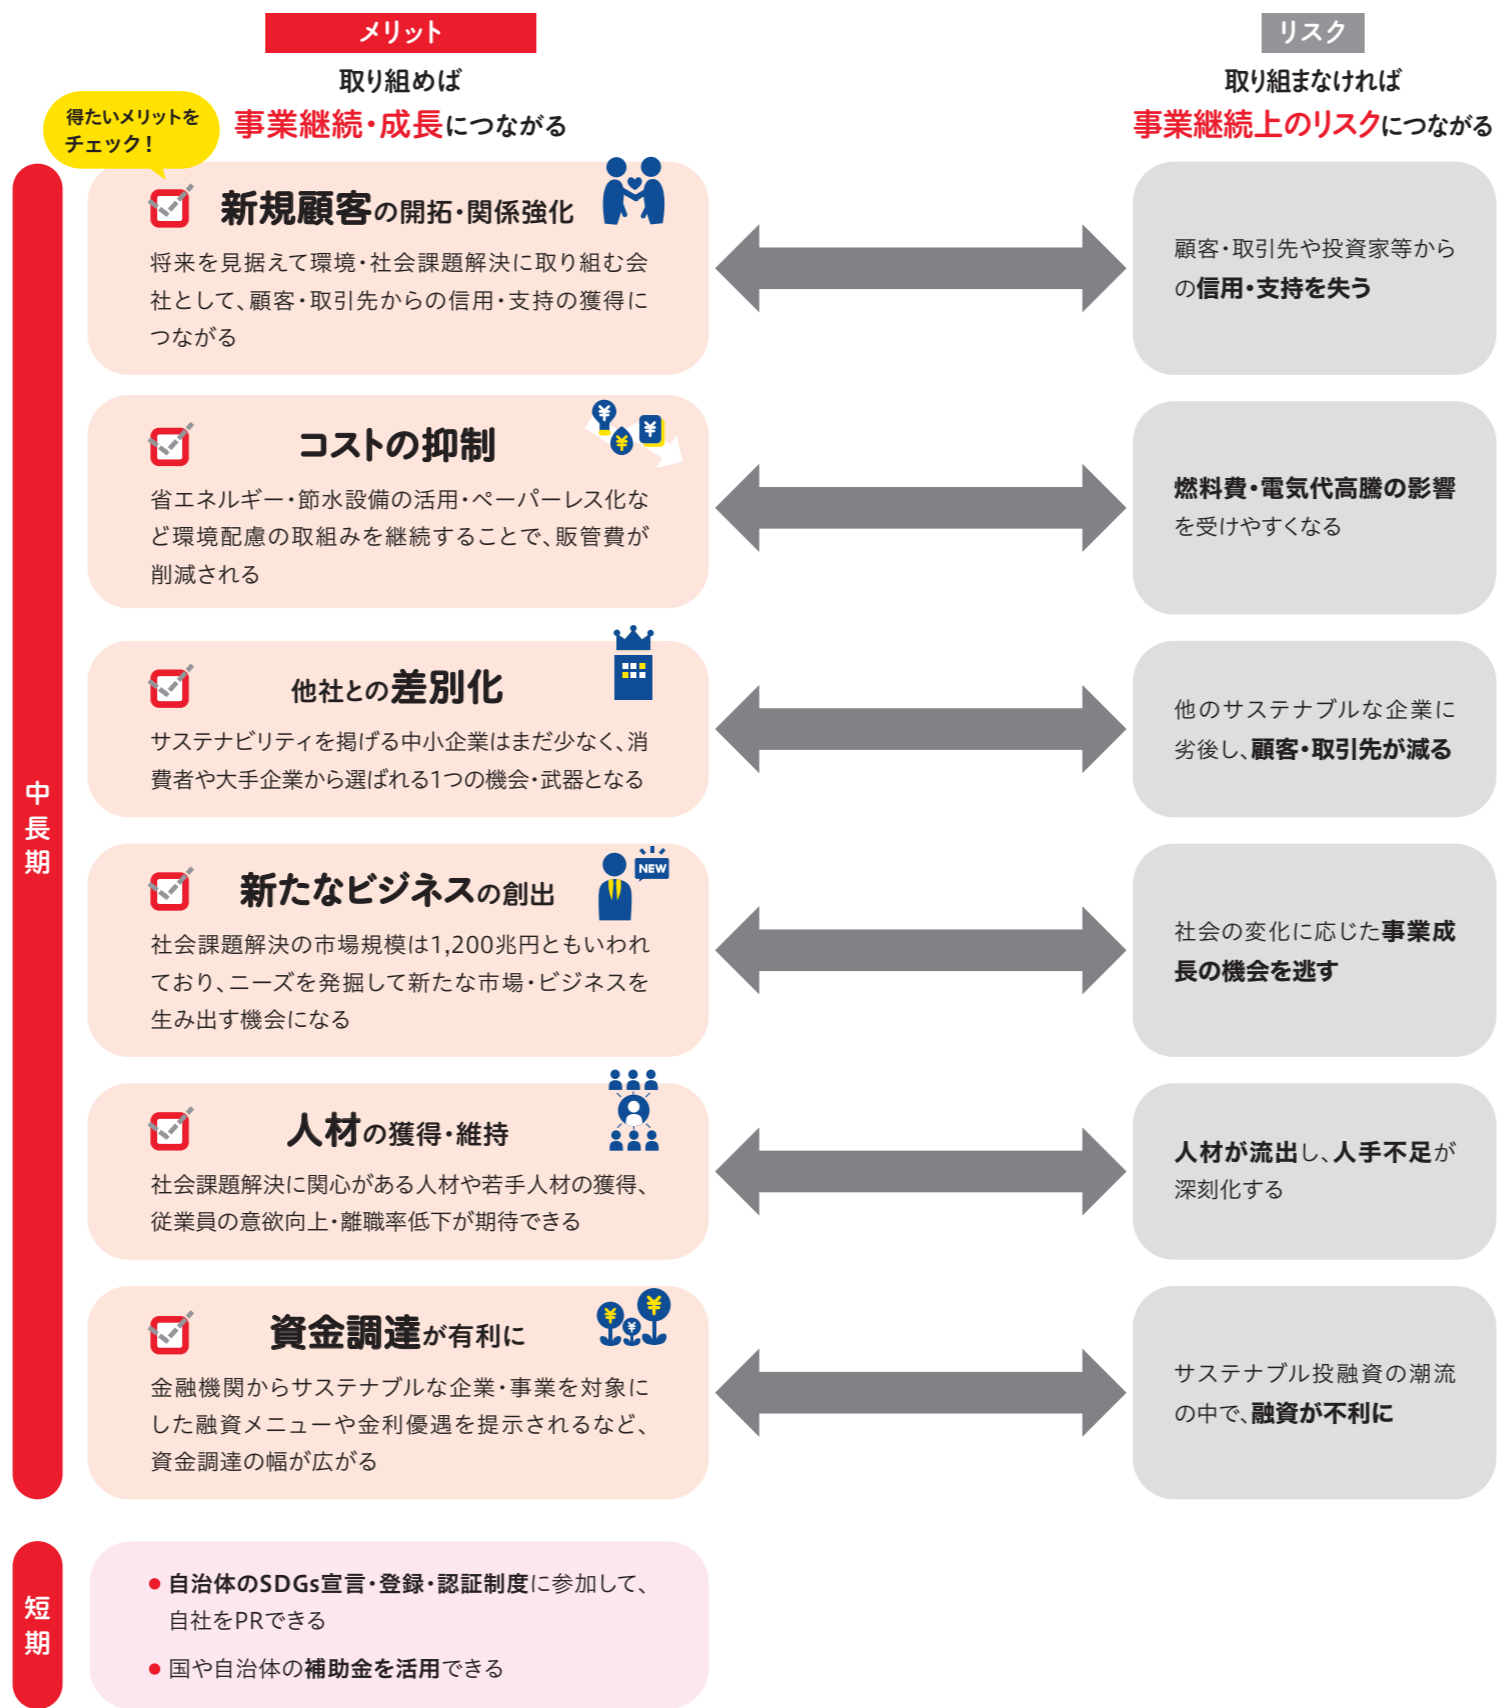 メリット
取り組めば
事業継続・成長につながる
得たいメリットを
チェック！
リスク
取り組まなければ
事業継続上のリスクにつながる
中長期
新規顧客の開拓・関係強化
将来を見据えて環境・社会課題解決に取り組む会
社として、顧客・取引先からの信用・支持の獲得に
つながる
顧客・取引先や投資家等から
の信用・支持を失う
コストの抑制
¥
¥
¥
省エネルギー・節水設備の活用・ペーパーレス化な
ど環境配慮の取組みを継続することで、販管費が
削減される
燃料費・電気代高騰の影響
を受けやすくなる
他社との差別化
サステナビリティを掲げる中小企業はまだ少なく、消
費者や大手企業から選ばれる1つの機会・武器となる
他のサステナブルな企業に
劣後し、顧客・取引先が減る
新たなビジネスの創出
NEW
社会課題解決の市場規模は1,200兆円ともいわれ
ており、ニーズを発掘して新たな市場・ビジネスを
生み出す機会になる
社会の変化に応じた事業成
長の機会を逃す
人材の獲得・維持
社会課題解決に関心がある人材や若手人材の獲得、
従業員の意欲向上・離職率低下が期待できる
人材が流出し、人手不足が
深刻化する
資金調達が有利に
¥
¥
¥
金融機関からサステナブルな企業・事業を対象に
した融資メニューや金利優遇を提示されるなど、
資金調達の幅が広がる
サステナブル投融資の潮流
の中で、融資が不利に
短期
● 自治体のSDGs宣言・登録・認証制度に参加して、
自社をPRできる
● 国や自治体の補助金を活用できる